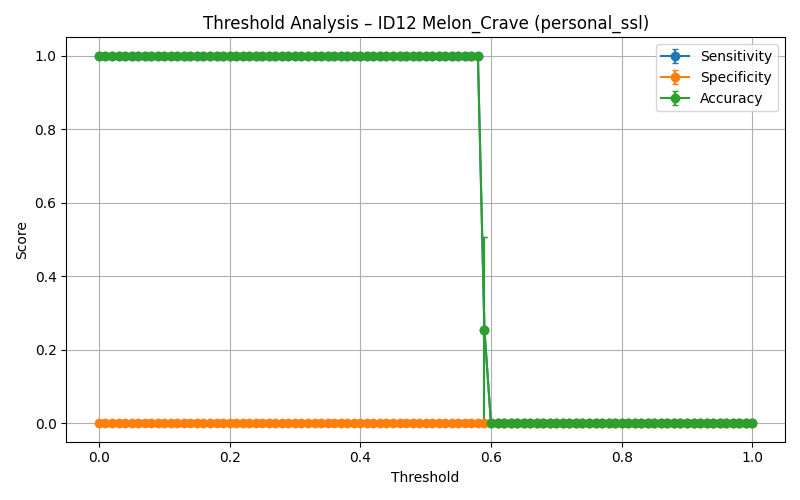 Threshold Analysis – ID12 Melon_Crave (personal_ssl)
Sensitivity
Specificity
Accuracy
1.0
0.8
0.6
0.4
0.2
0.0
Score
0.0 0.2 0.4 0.6 0.8 1.0
Threshold